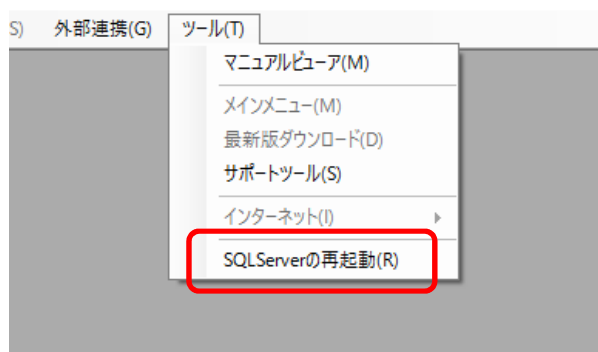 S) 外部連携(G) ツール(T)
マニュアルビューア(M)
メインメニュー(M)
最新版ダウンロード(D)
サポートツール(S)
インターネット(I)
SQLServerの再起動(R)